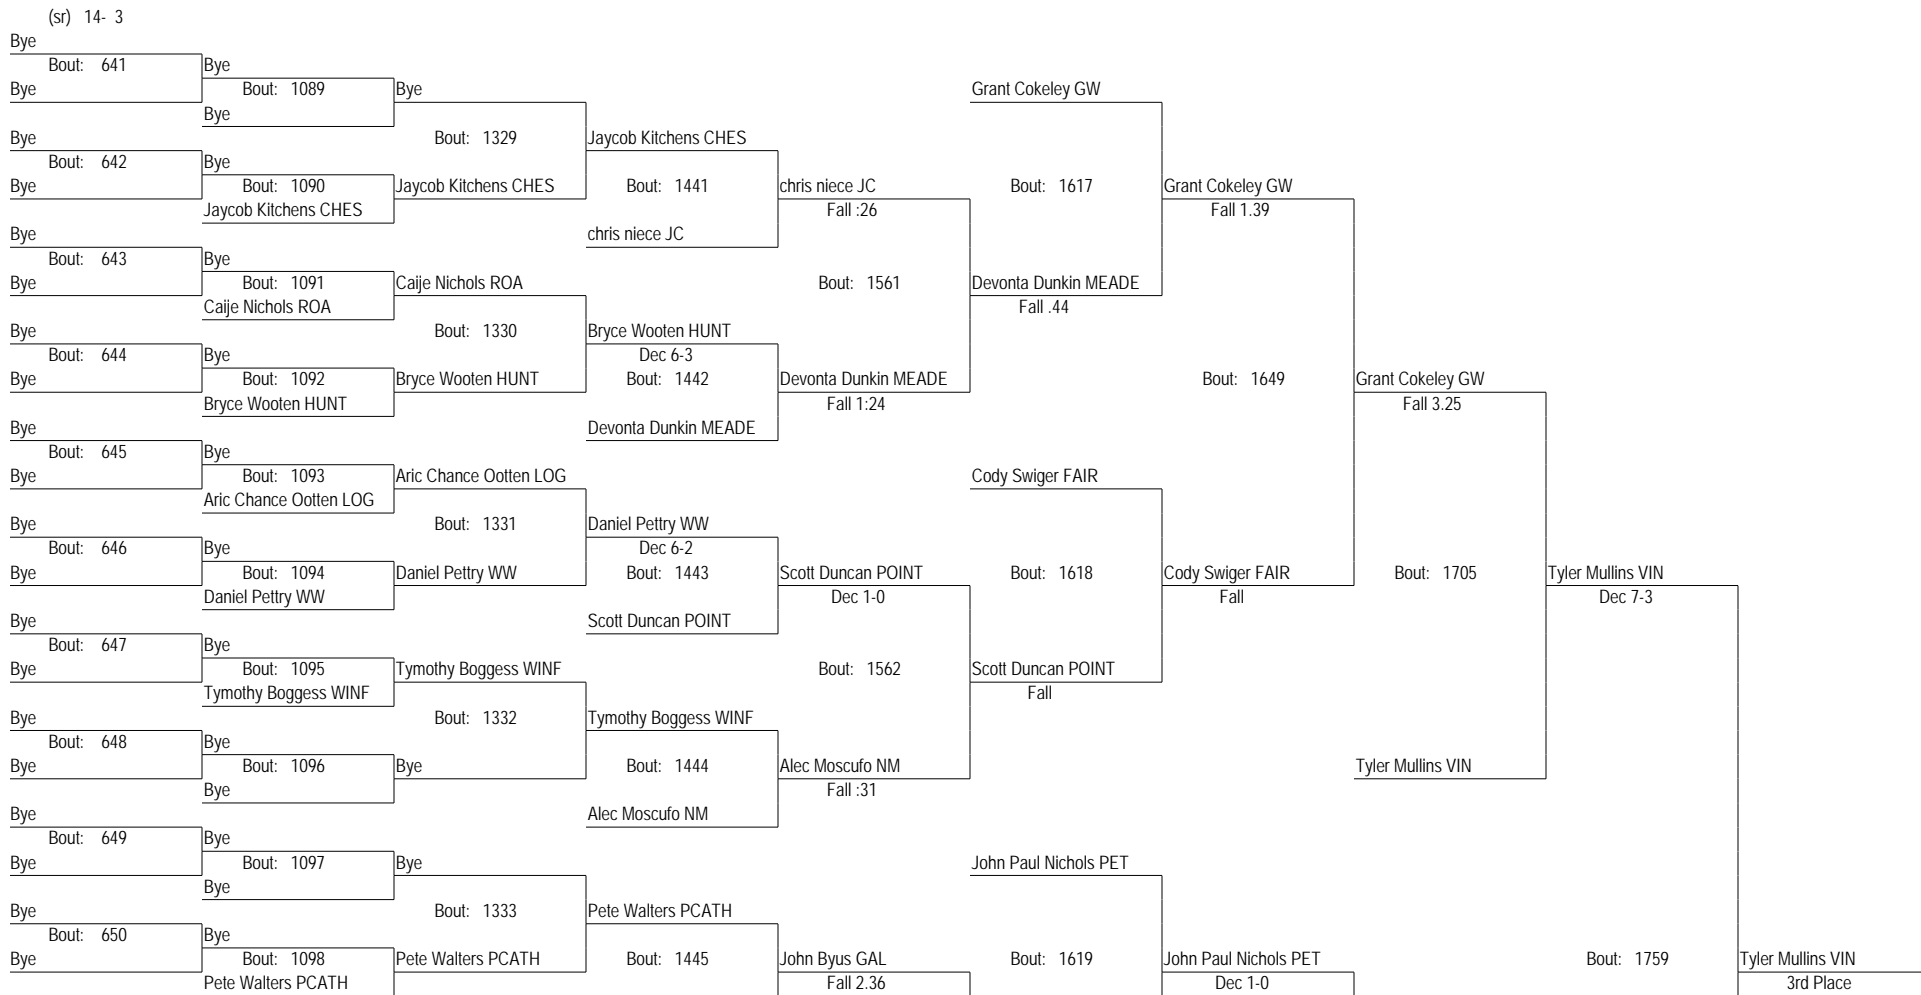 (sr) 14- 3
Bye
Bout: 641 Bye
Bye Bout: 1089 Bye Grant Cokeley GW
Bye
Bye Bout: 1329 Jaycob Kitchens CHES
Bout: 642 Bye
Bye Bout: 1090 Jaycob Kitchens CHES Bout: 1441 chris niece JC Bout: 1617 Grant Cokeley GW
Jaycob Kitchens CHES Fall :26 Fall 1.39
Bye chris niece JC
Bout: 643 Bye
Bye Bout: 1091 Caije Nichols ROA Bout: 1561 Devonta Dunkin MEADE
Caije Nichols ROA Fall .44
Bye Bout: 1330 Bryce Wooten HUNT
Bout: 644 Bye Dec 6-3
Bye Bout: 1092 Bryce Wooten HUNT Bout: 1442 Devonta Dunkin MEADE Bout: 1649 Grant Cokeley GW
Bryce Wooten HUNT Fall 1:24 Fall 3.25
Bye Devonta Dunkin MEADE
Bout: 645 Bye
Bye Bout: 1093 Aric Chance Ootten LOG Cody Swiger FAIR
Aric Chance Ootten LOG
Bye Bout: 1331 Daniel Pettry WW
Bout: 646 Bye Dec 6-2
Bye Bout: 1094 Daniel Pettry WW Bout: 1443 Scott Duncan POINT Bout: 1618 Cody Swiger FAIR Bout: 1705 Tyler Mullins VIN
Daniel Pettry WW Dec 1-0 Fall Dec 7-3
Bye Scott Duncan POINT
Bout: 647 Bye
Bye Bout: 1095 Tymothy Boggess WINF Bout: 1562 Scott Duncan POINT
Tymothy Boggess WINF Fall
Bye Bout: 1332 Tymothy Boggess WINF
Bout: 648 Bye
Bye Bout: 1096 Bye Bout: 1444 Alec Moscufo NM Tyler Mullins VIN
Bye Fall :31
Bye Alec Moscufo NM
Bout: 649 Bye
Bye Bout: 1097 Bye John Paul Nichols PET
Bye
Bye Bout: 1333 Pete Walters PCATH
Bout: 650 Bye
Bye Bout: 1098 Pete Walters PCATH Bout: 1445 John Byus GAL Bout: 1619 John Paul Nichols PET Bout: 1759 Tyler Mullins VIN
Pete Walters PCATH Fall 2.36 Dec 1-0 3rd Place